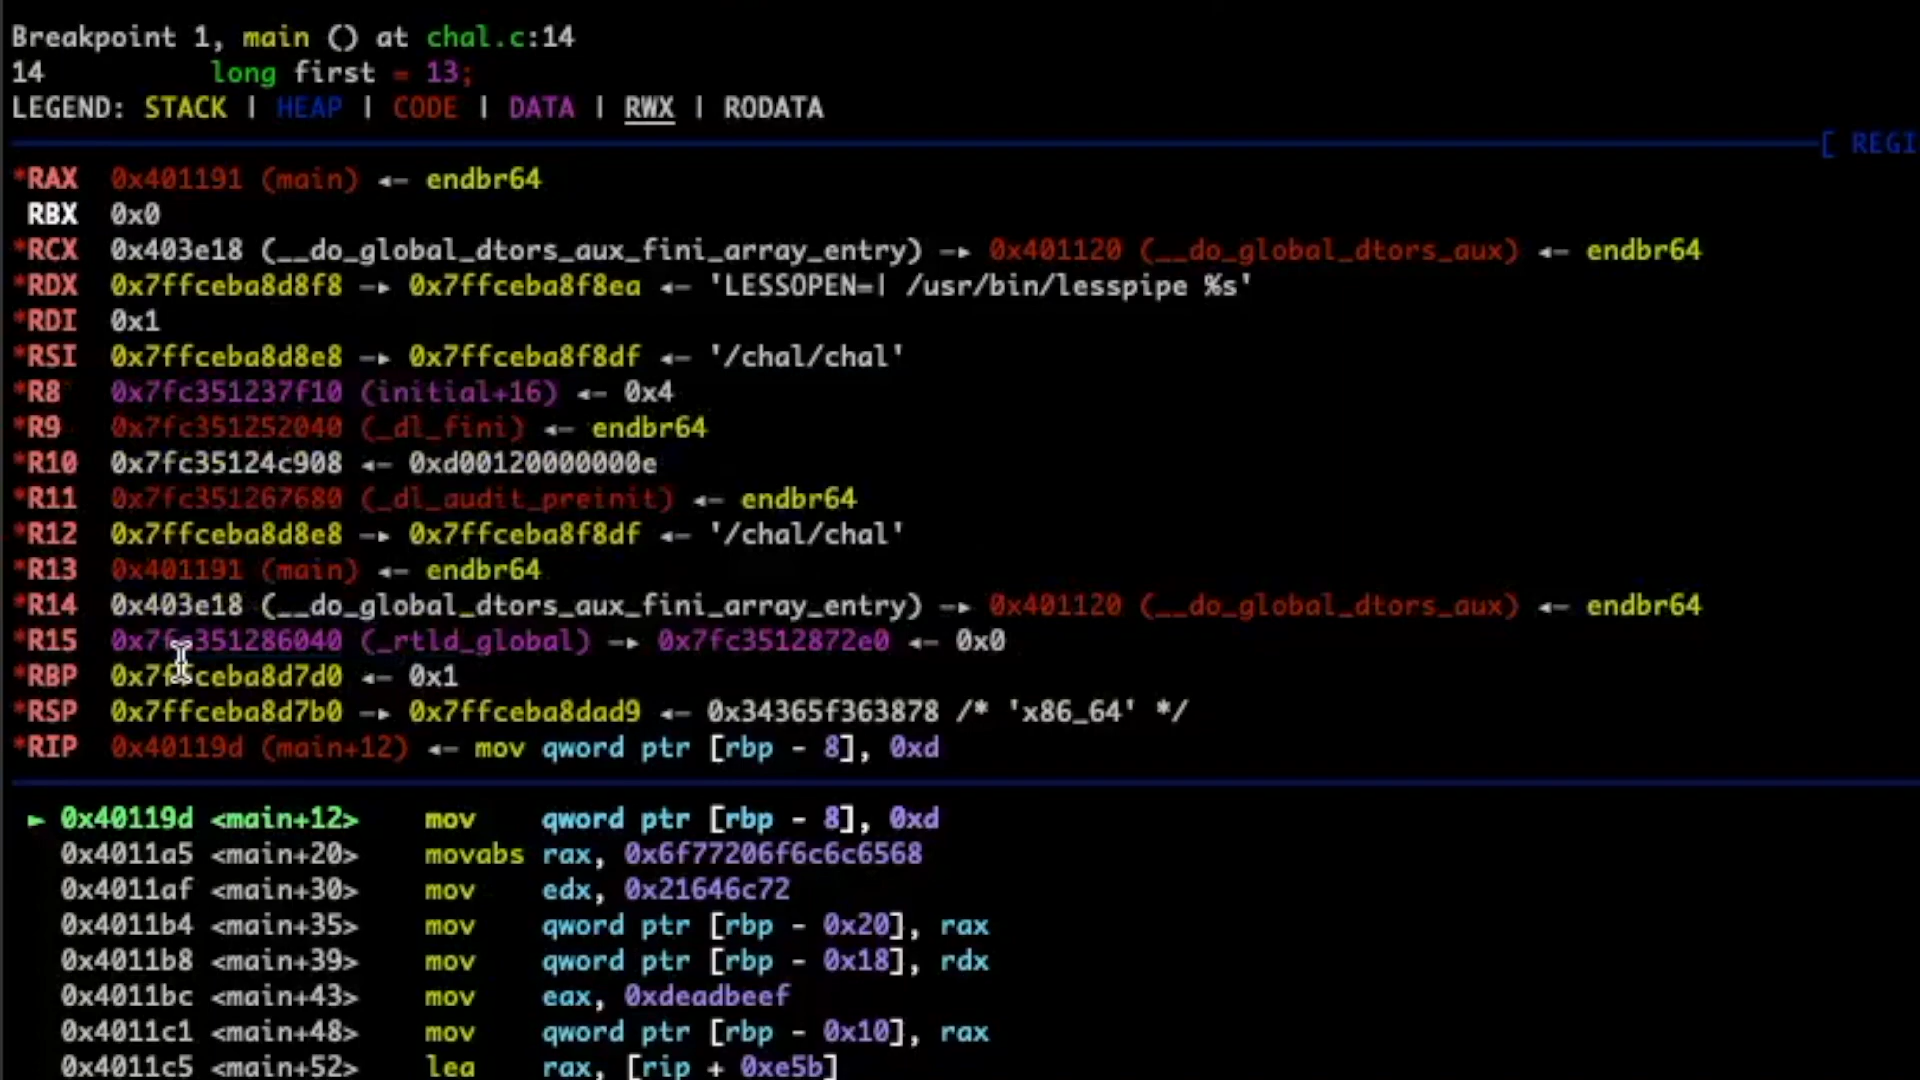 Breakpoint 1, main () at chal.c:14
14 long first = 13;
LEGEND: STACK | HEAP | CODE | DATA | RWX | RODATA
[ REGI
*RAX 0x401191 (main) ◂— endbr64
RBX 0x0
*RCX 0x403e18 (__do_global_dtors_aux_fini_array_entry) —▸ 0x401120 (__do_global_dtors_aux) ◂— endbr64
*RDX 0x7ffceba8d8f8 —▸ 0x7ffceba8f8ea ◂— 'LESSOPEN=| /usr/bin/lesspipe %s'
*RDI 0x1
*RSI 0x7ffceba8d8e8 —▸ 0x7ffceba8f8df ◂— '/chal/chal'
*R8 0x7fc351237f10 (initial+16) ◂— 0x4
*R9 0x7fc351252040 (_dl_fini) ◂— endbr64
*R10 0x7fc35124c908 ◂— 0xd00120000000e
*R11 0x7fc351267680 (_dl_audit_preinit) ◂— endbr64
*R12 0x7ffceba8d8e8 —▸ 0x7ffceba8f8df ◂— '/chal/chal'
*R13 0x401191 (main) ◂— endbr64
*R14 0x403e18 (__do_global_dtors_aux_fini_array_entry) —▸ 0x401120 (__do_global_dtors_aux) ◂— endbr64
*R15 0x7fc351286040 (_rtld_global) —▸ 0x7fc3512872e0 ◂— 0x0
*RBP 0x7ffceba8d7d0 ◂— 0x1
*RSP 0x7ffceba8d7b0 —▸ 0x7ffceba8dad9 ◂— 0x34365f363878 /* 'x86_64' */
*RIP 0x40119d (main+12) ◂— mov qword ptr [rbp - 8], 0xd
► 0x40119d <main+12> mov qword ptr [rbp - 8], 0xd
0x4011a5 <main+20> movabs rax, 0x6f77206f6c6c6568
0x4011af <main+30> mov edx, 0x21646c72
0x4011b4 <main+35> mov qword ptr [rbp - 0x20], rax
0x4011b8 <main+39> mov qword ptr [rbp - 0x18], rdx
0x4011bc <main+43> mov eax, 0xdeadbeef
0x4011c1 <main+48> mov qword ptr [rbp - 0x10], rax
0x4011c5 <main+52> lea rax, [rip + 0xe5b]